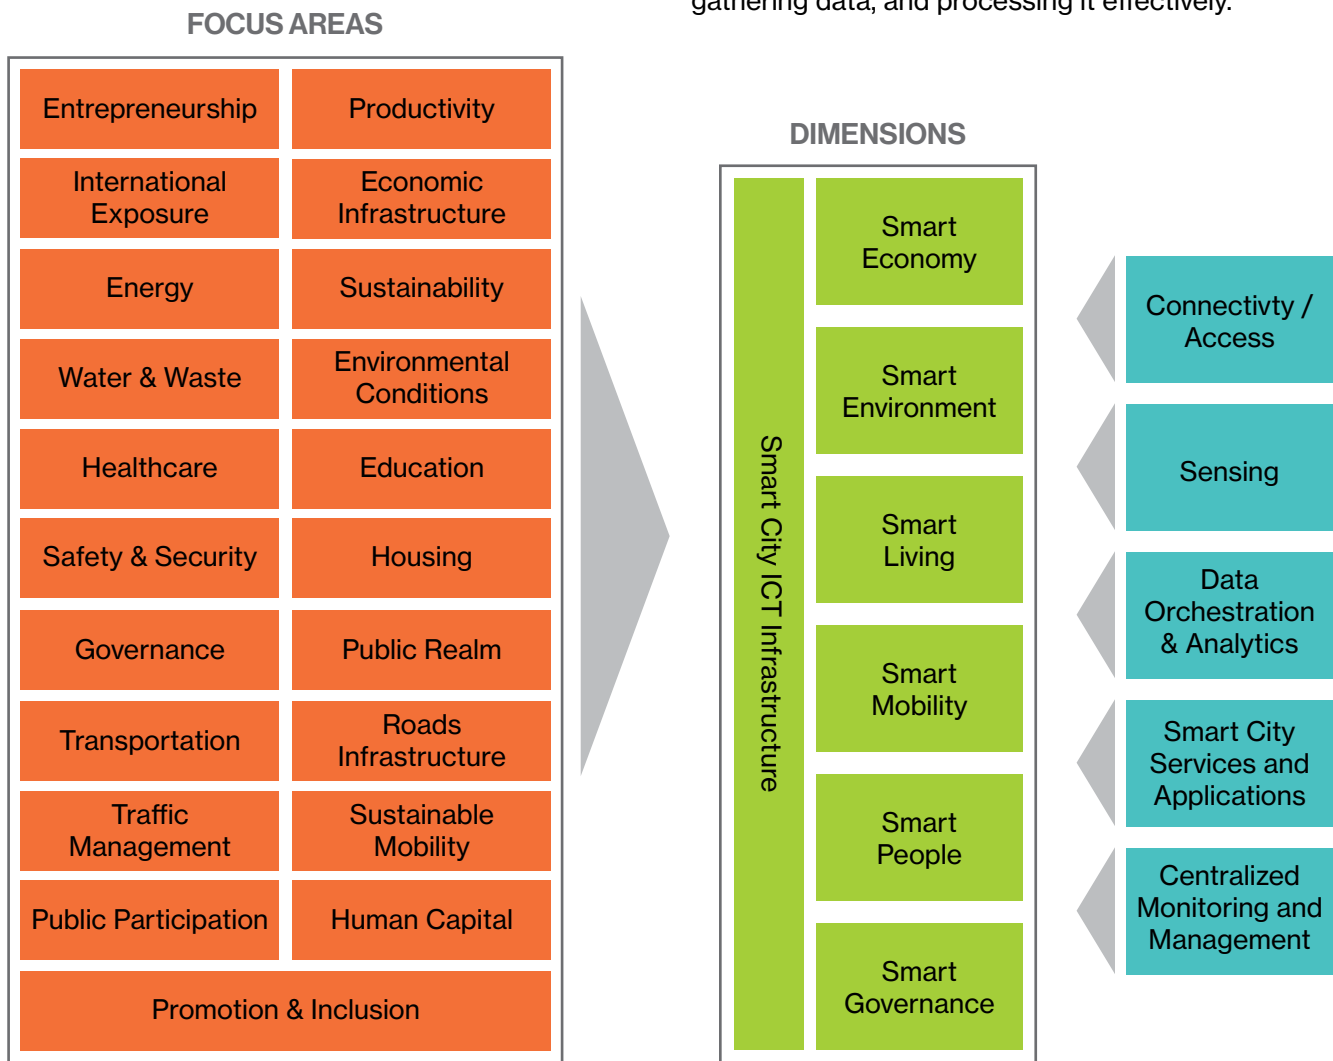 gathering data, and processing it effectively.
FOCUS AREAS
Entrepreneurship
Productivity
International
Exposure
Economic
Infrastructure
Energy
Sustainability
Water & Waste
Environmental
Conditions
Healthcare
Education
Safety & Security
Housing
Governance
Public Realm
Transportation
Roads
Infrastructure
Traffic
Management
Sustainable
Mobility
Public Participation
Human Capital
Promotion & Inclusion
DIMENSIONS
Smart City ICT Infrastructure
Smart
Economy
Smart
Environment
Smart
Living
Smart
Mobility
Smart
People
Smart
Governance
Connectivty /
Access
Sensing
Data
Orchestration
& Analytics
Smart City
Services and
Applications
Centralized
Monitoring and
Management